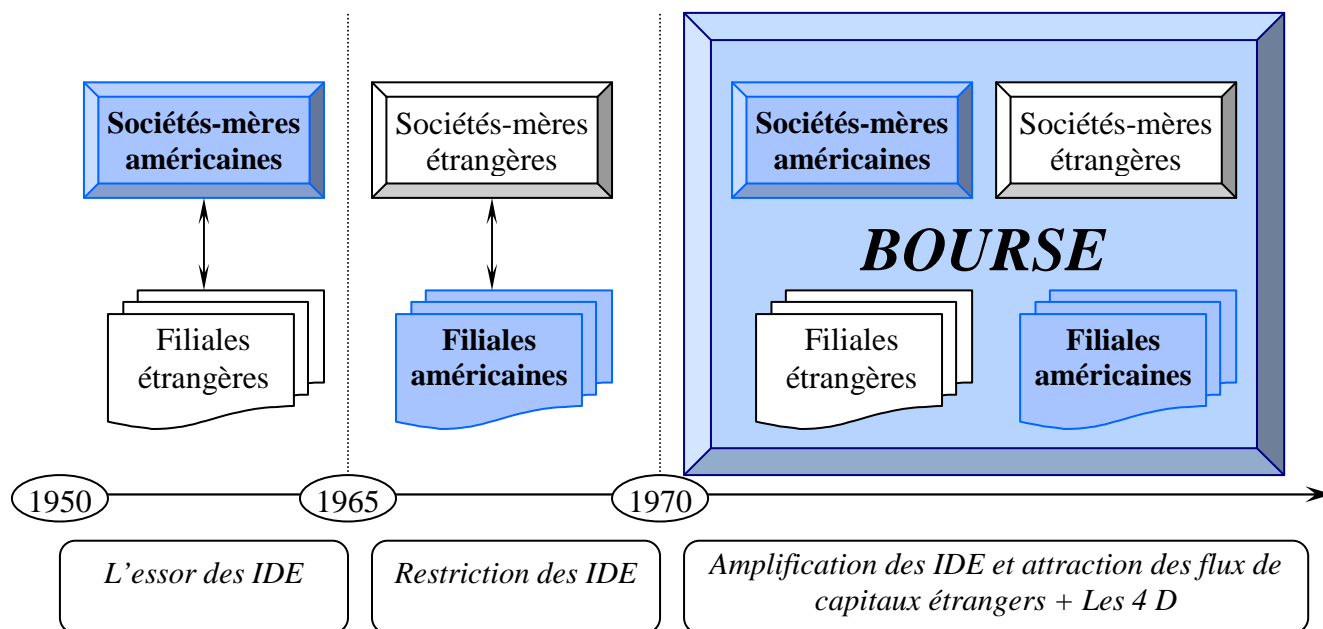 Sociétés-mères
américaines
Sociétés-mères
étrangères
Sociétés-mères
américaines
Sociétés-mères
étrangères
BOURSE
Filiales
étrangères
Filiales
américaines
Filiales
étrangères
Filiales
américaines
1950
1965
1970
L'essor des IDE
Restriction des IDE
Amplification des IDE et attraction des flux de
capitaux étrangers + Les 4 D